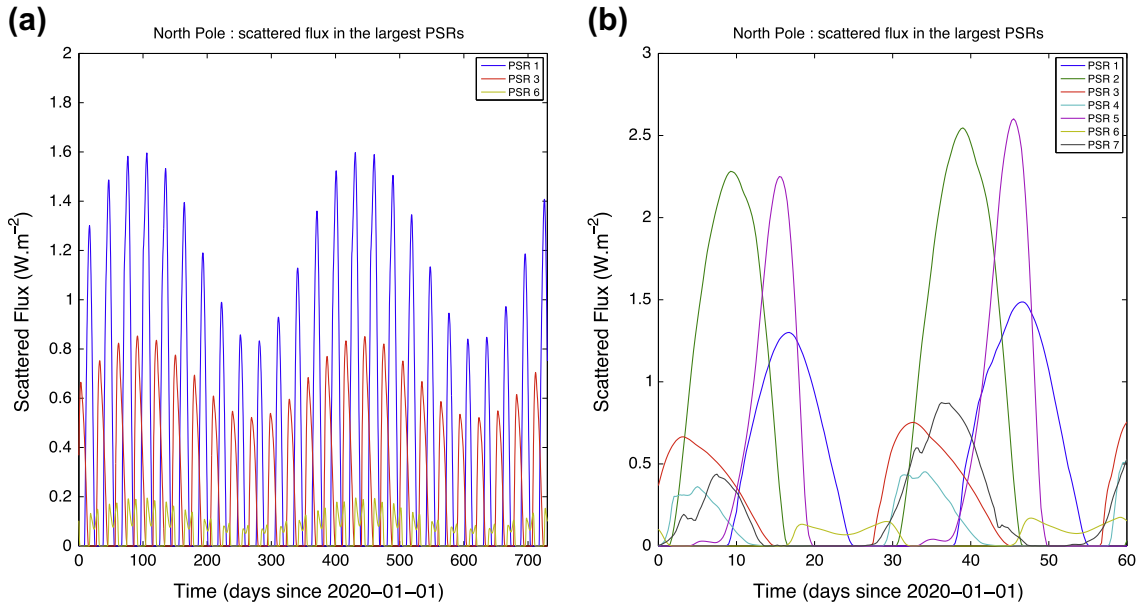 (a)
North Pole : scattered flux in the largest PSRs
Scattered Flux (W.m−2)
2
1.8
1.6
1.4
1.2
1
0.8
0.6
0.4
0.2
0
PSR 1
PSR 3
PSR 6
0 100 200 300 400 500 600 700
Time (days since 2020−01−01)
(b)
North Pole : scattered flux in the largest PSRs
Scattered Flux (W.m−2)
3
2.5
2
1.5
1
0.5
0
PSR 1
PSR 2
PSR 3
PSR 4
PSR 5
PSR 6
PSR 7
0 10 20 30 40 50 60
Time (days since 2020−01−01)